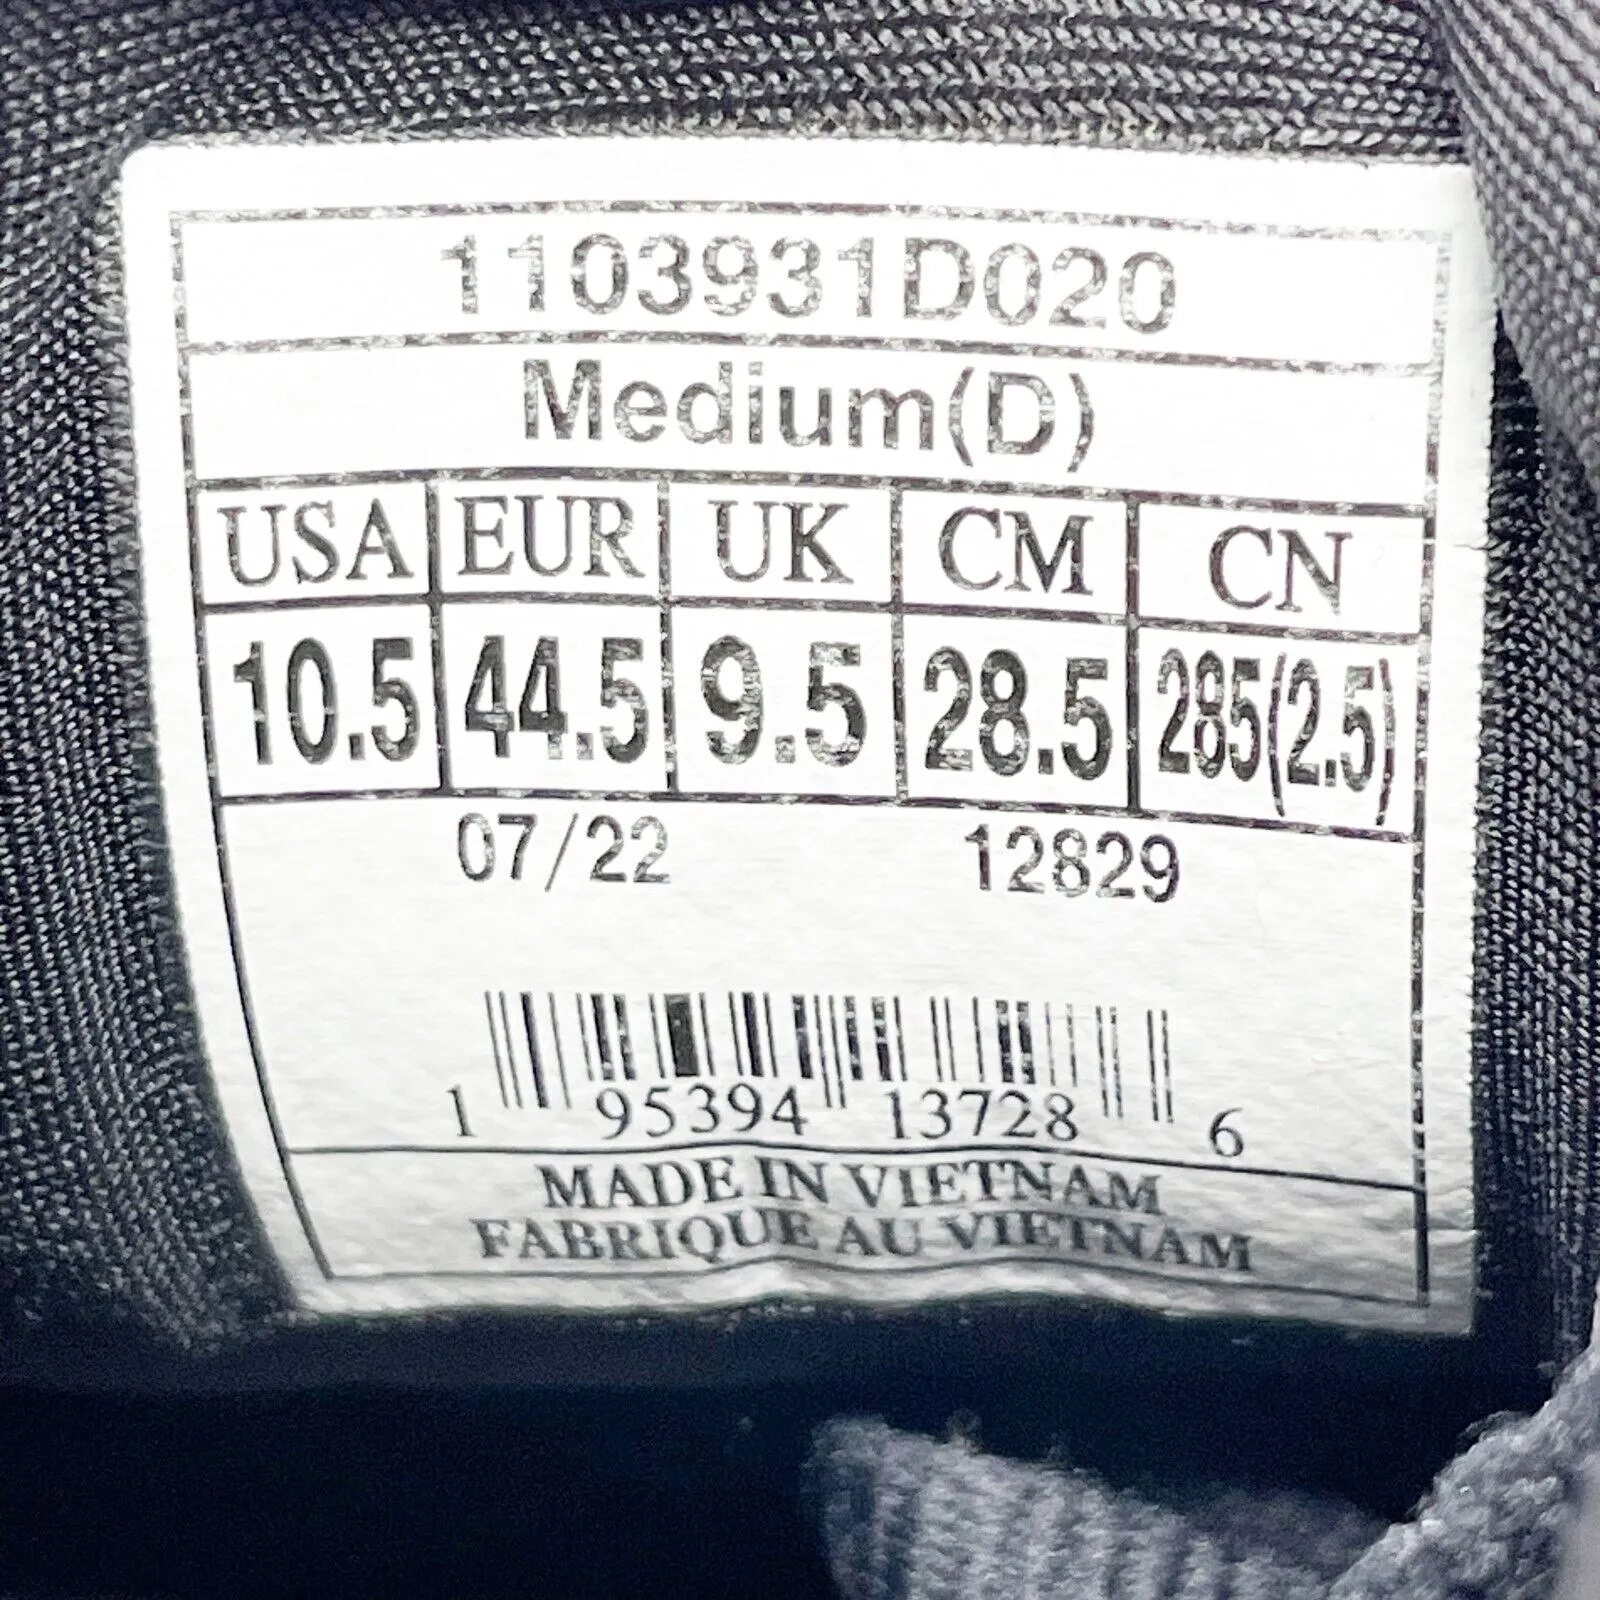 1103931D020
Medium(D)
USA EUR UK CM CN
10.5 44.5 9.5 28.5 285(2.5)
07/22 12829
1 95394 13728 6
MADE IN VIETNAM
FABRIQUE AU VIETNAM